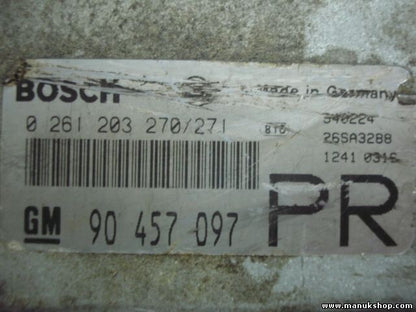 BOSCH
Made in Germany
0 261 203 270/271
340224
26SA3288
1241 0316
GM
90 457 097
PR
www.manukshop.com